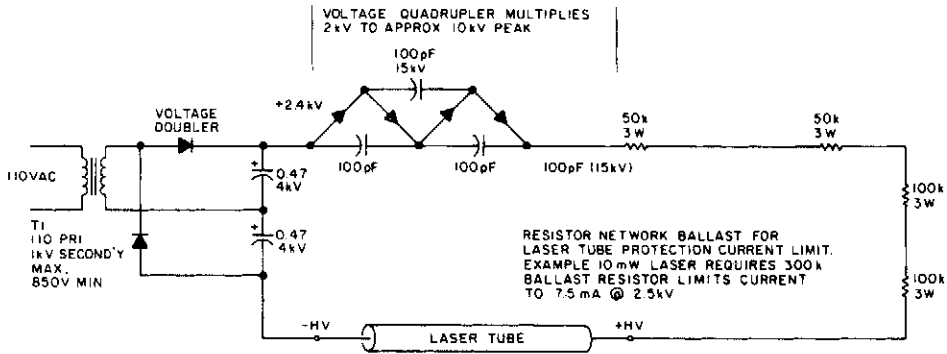 VOLTAGE QUADRUPLER MULTIPLIES
2kV TO APPROX 10kV PEAK
100pF
15kV
+2.4kV
VOLTAGE
DOUBLER
50k
3W
50k
3W
110VAC
+
0.47
4kV
100pF
100pF
100pF (15kV)
100k
3W
T1
110 PRI
1kV SECOND'Y
MAX.
850V MIN
+
0.47
4kV
RESISTOR NETWORK BALLAST FOR
LASER TUBE PROTECTION CURRENT LIMIT.
EXAMPLE 10mW LASER REQUIRES 300k
BALLAST RESISTOR LIMITS CURRENT
TO 7.5mA @ 2.5kV
100k
3W
-HV
LASER TUBE
+HV